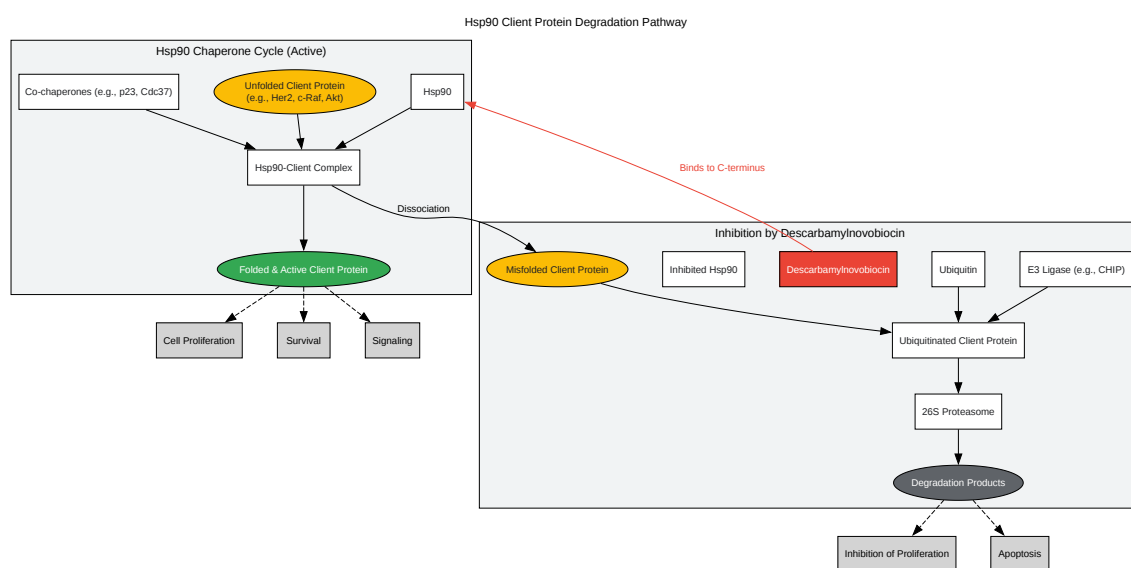 Hsp90 Client Protein Degradation Pathway
Hsp90 Chaperone Cycle (Active)
Co-chaperones (e.g., p23, Cdc37)
Unfolded Client Protein
(e.g., Her2, c-Raf, Akt)
Hsp90
Hsp90-Client Complex
Binds to C-terminus
Dissociation
Folded & Active Client Protein
Cell Proliferation
Survival
Signaling
Inhibition by Descarbamylnovobiocin
Misfolded Client Protein
Inhibited Hsp90
Descarbamylnovobiocin
Ubiquitin
E3 Ligase (e.g., CHIP)
Ubiquitinated Client Protein
26S Proteasome
Degradation Products
Inhibition of Proliferation
Apoptosis